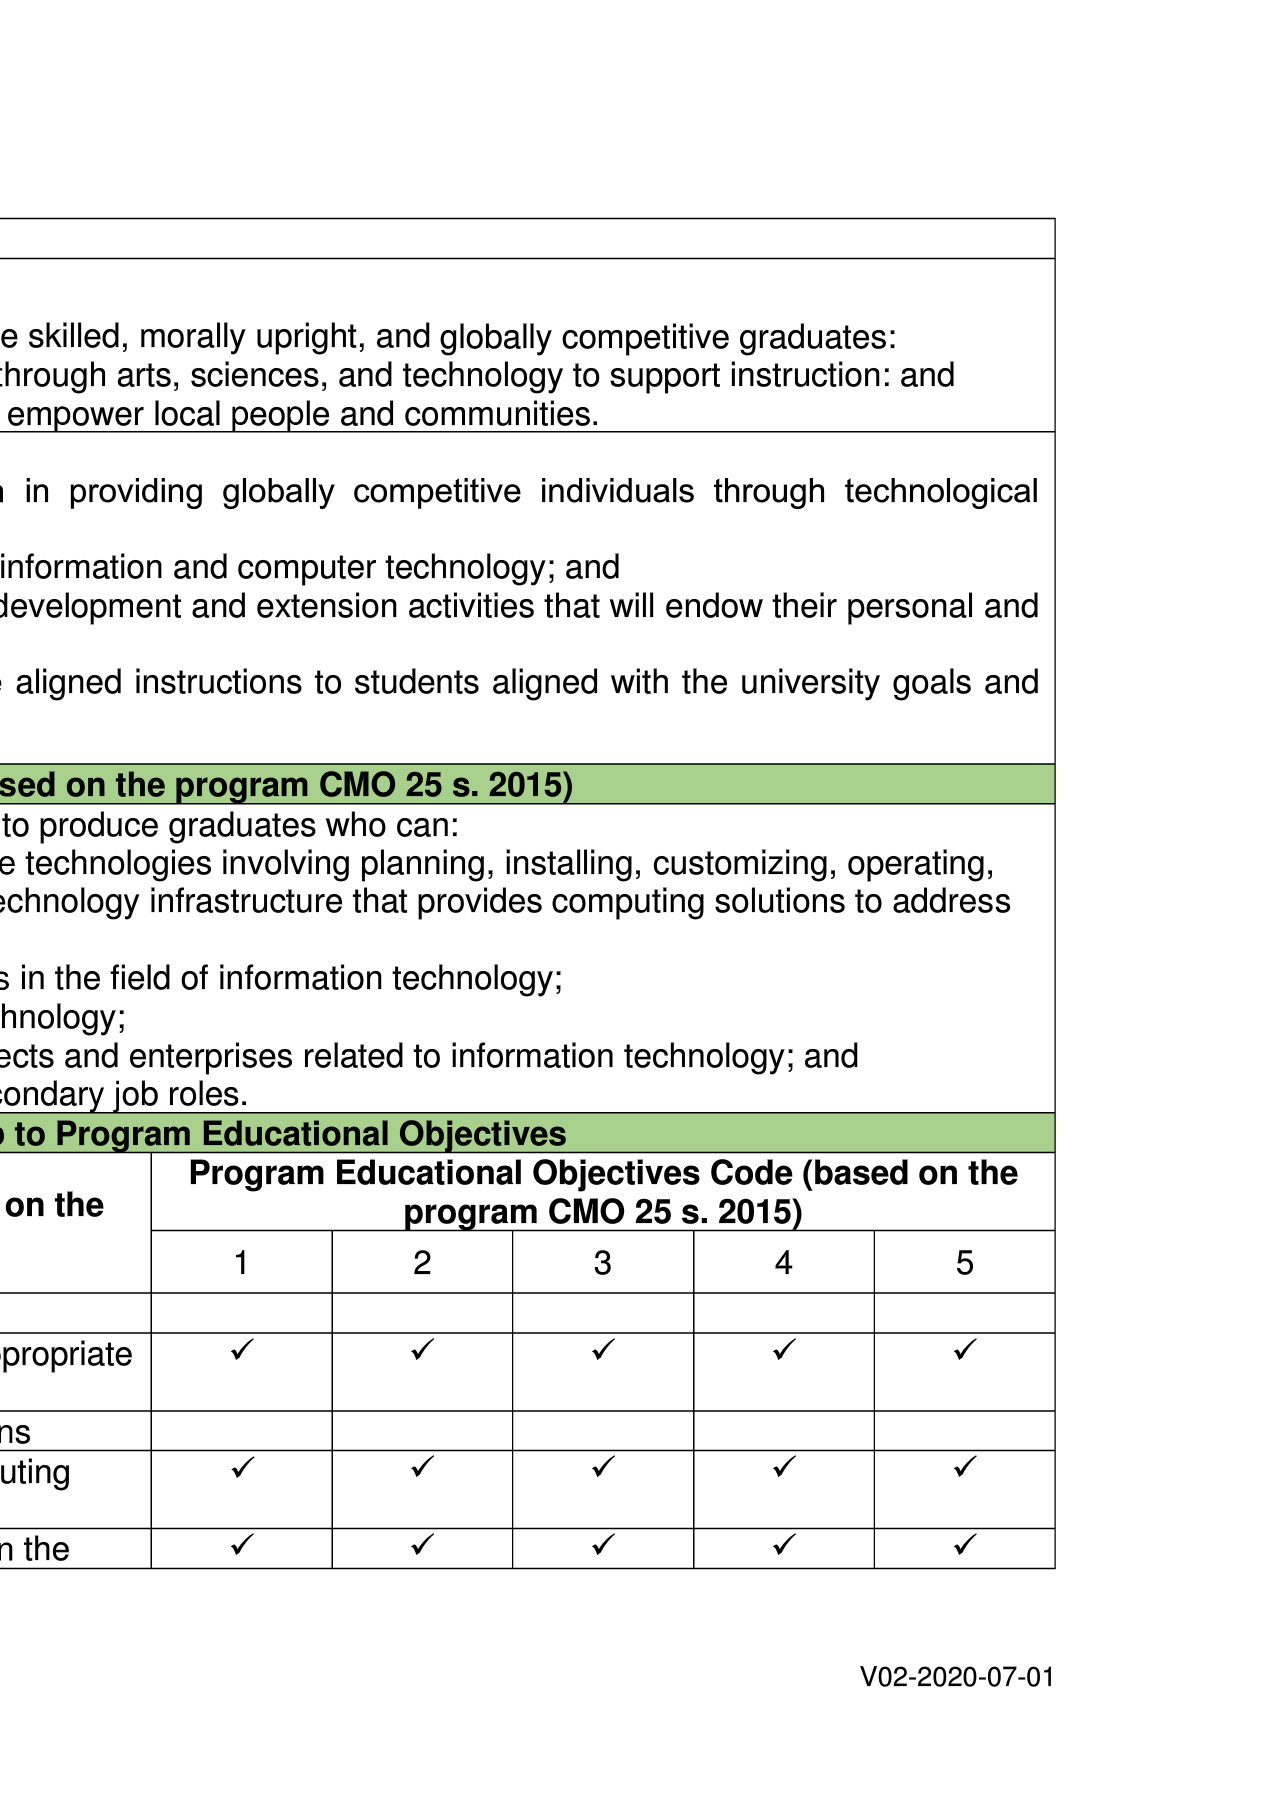 e skilled, morally upright, and globally competitive graduates:
through arts, sciences, and technology to support instruction: and
empower local people and communities.
in providing globally competitive individuals through technological
information and computer technology; and
development and extension activities that will endow their personal and
aligned instructions to students aligned with the university goals and
sed on the program CMO 25 s. 2015)
to produce graduates who can:
e technologies involving planning, installing, customizing, operating,
echnology infrastructure that provides computing solutions to address
s in the field of information technology;
hnology;
ects and enterprises related to information technology; and
condary job roles.
to Program Educational Objectives
on the
Program Educational Objectives Code (based on the
program CMO 25 s. 2015)
1 2 3 4 5
propriate ✓ ✓ ✓ ✓ ✓
ns
uting ✓ ✓ ✓ ✓ ✓
n the ✓ ✓ ✓ ✓ ✓
V02-2020-07-01